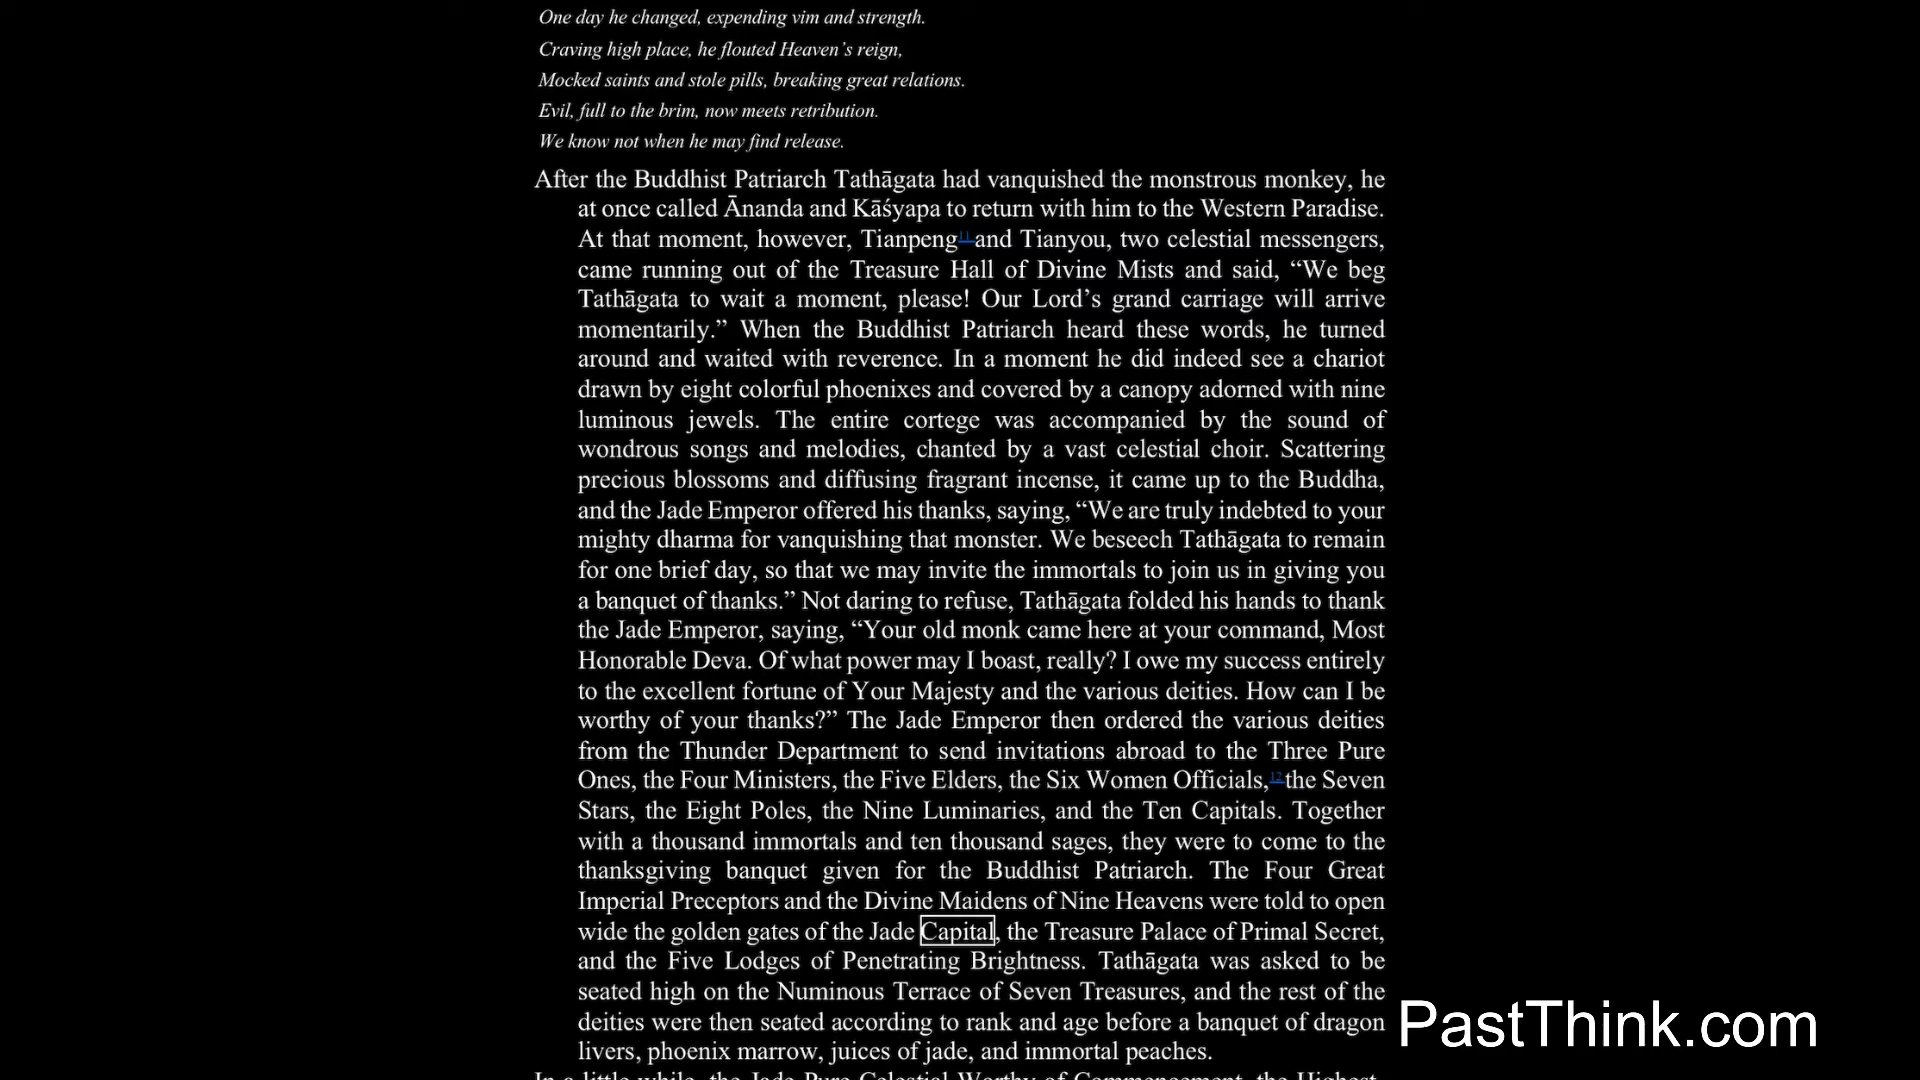 One day he changed, expending vim and strength.
Craving high place, he flouted Heaven’s reign,
Mocked saints and stole pills, breaking great relations.
Evil, full to the brim, now meets retribution.
We know not when he may find release.
After the Buddhist Patriarch Tathāgata had vanquished the monstrous monkey, he
at once called Ānanda and Kāśyapa to return with him to the Western Paradise.
At that moment, however, Tianpeng11 and Tianyou, two celestial messengers,
came running out of the Treasure Hall of Divine Mists and said, “We beg
Tathāgata to wait a moment, please! Our Lord’s grand carriage will arrive
momentarily.” When the Buddhist Patriarch heard these words, he turned
around and waited with reverence. In a moment he did indeed see a chariot
drawn by eight colorful phoenixes and covered by a canopy adorned with nine
luminous jewels. The entire cortege was accompanied by the sound of
wondrous songs and melodies, chanted by a vast celestial choir. Scattering
precious blossoms and diffusing fragrant incense, it came up to the Buddha,
and the Jade Emperor offered his thanks, saying, “We are truly indebted to your
mighty dharma for vanquishing that monster. We beseech Tathāgata to remain
for one brief day, so that we may invite the immortals to join us in giving you
a banquet of thanks.” Not daring to refuse, Tathāgata folded his hands to thank
the Jade Emperor, saying, “Your old monk came here at your command, Most
Honorable Deva. Of what power may I boast, really? I owe my success entirely
to the excellent fortune of Your Majesty and the various deities. How can I be
worthy of your thanks?” The Jade Emperor then ordered the various deities
from the Thunder Department to send invitations abroad to the Three Pure
Ones, the Four Ministers, the Five Elders, the Six Women Officials,12 the Seven
Stars, the Eight Poles, the Nine Luminaries, and the Ten Capitals. Together
with a thousand immortals and ten thousand sages, they were to come to the
thanksgiving banquet given for the Buddhist Patriarch. The Four Great
Imperial Preceptors and the Divine Maidens of Nine Heavens were told to open
wide the golden gates of the Jade Capital, the Treasure Palace of Primal Secret,
and the Five Lodges of Penetrating Brightness. Tathāgata was asked to be
seated high on the Numinous Terrace of Seven Treasures, and the rest of the
deities were then seated according to rank and age before a banquet of dragon
livers, phoenix marrow, juices of jade, and immortal peaches.
In a little while, the Jade Pure Celestial Worthy of Commencement, the Highest
PastThink.com